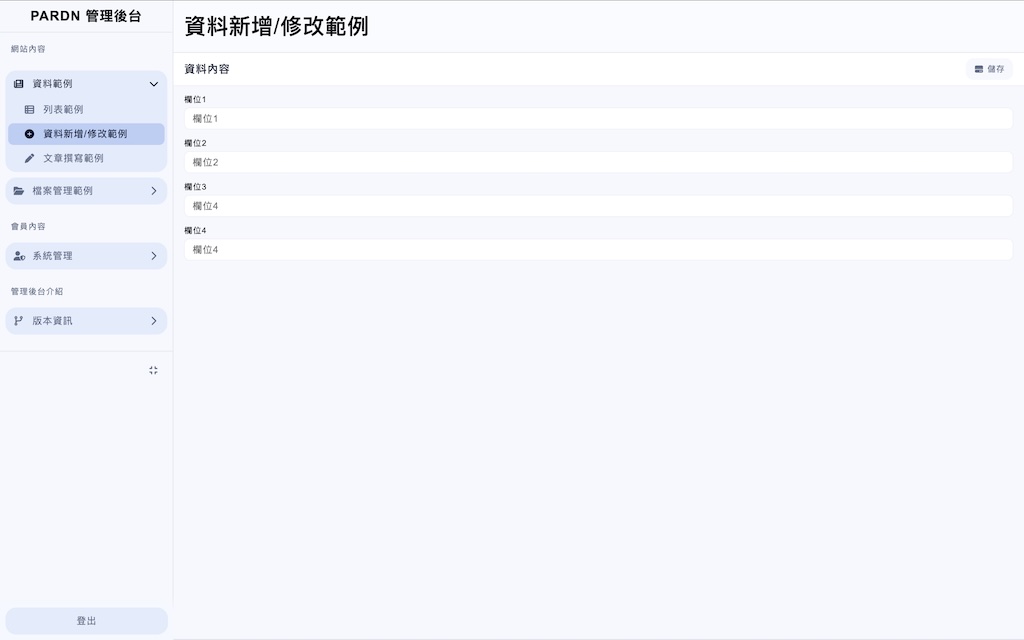 PARDN 管理後台
網站內容
資料範例
列表範例
資料新增/修改範例
文章撰寫範例
檔案管理範例
會員內容
系統管理
管理後台介紹
版本資訊
登出
資料新增/修改範例
資料內容
儲存
欄位1
欄位1
欄位2
欄位2
欄位3
欄位4
欄位4
欄位4